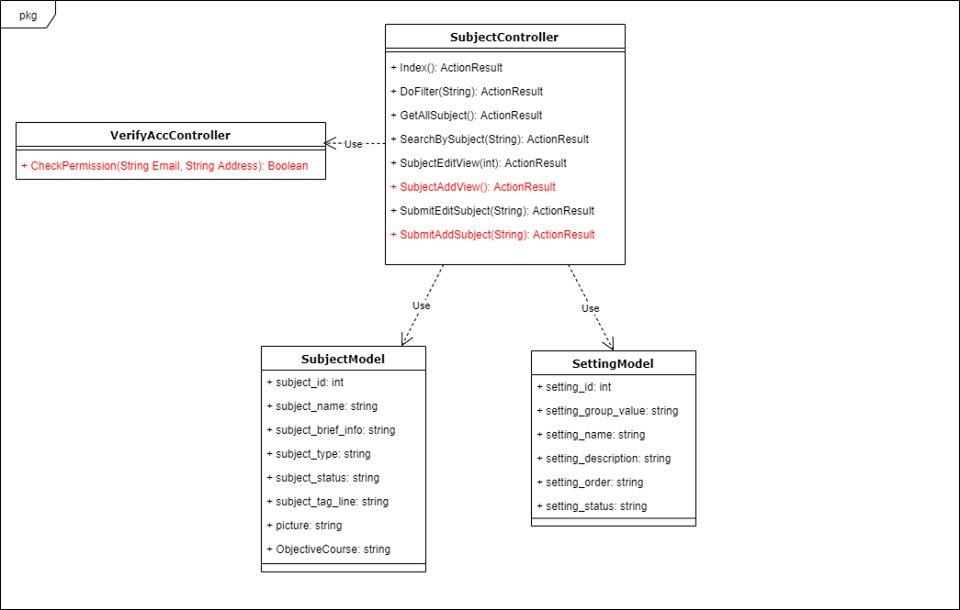 pkg
SubjectController
+ Index(): ActionResult
+ DoFilter(String): ActionResult
+ GetAllSubject(): ActionResult
+ SearchBySubject(String): ActionResult
+ SubjectEditView(int): ActionResult
+ SubjectAddView(): ActionResult
+ SubmitEditSubject(String): ActionResult
+ SubmitAddSubject(String): ActionResult
Use
VerifyAccController
+ CheckPermission(String Email, String Address): Boolean
Use
Use
SubjectModel
+ subject_id: int
+ subject_name: string
+ subject_brief_info: string
+ subject_type: string
+ subject_status: string
+ subject_tag_line: string
+ picture: string
+ ObjectiveCourse: string
SettingModel
+ setting_id: int
+ setting_group_value: string
+ setting_name: string
+ setting_description: string
+ setting_order: string
+ setting_status: string